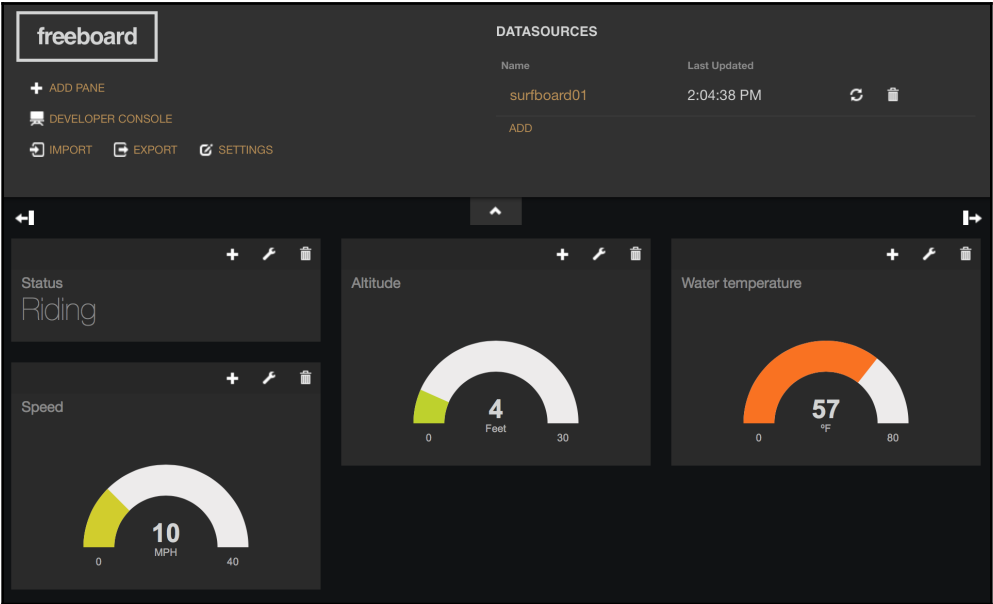 freeboard
ADD PANE
DEVELOPER CONSOLE
IMPORT EXPORT SETTINGS
DATASOURCES
Name Last Updated
surfboard01 2:04:38 PM
ADD
Status
Riding
Speed
10
MPH
0 40
Altitude
4
Feet
0 30
Water temperature
57
ºF
0 80